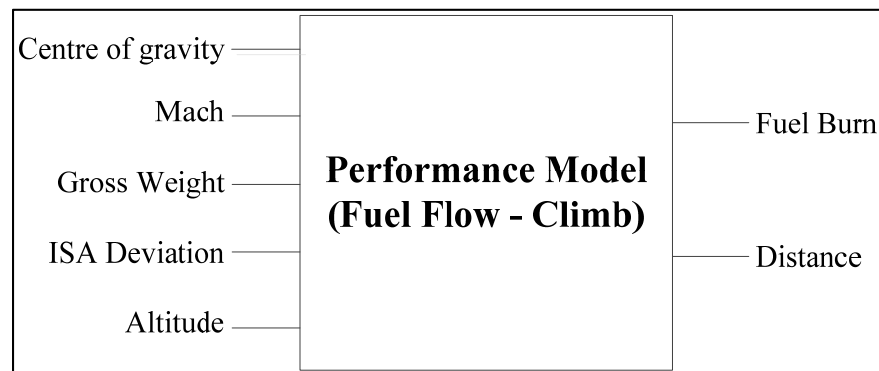 Centre of gravity
Mach
Gross Weight
ISA Deviation
Altitude
Performance Model
(Fuel Flow - Climb)
Fuel Burn
Distance